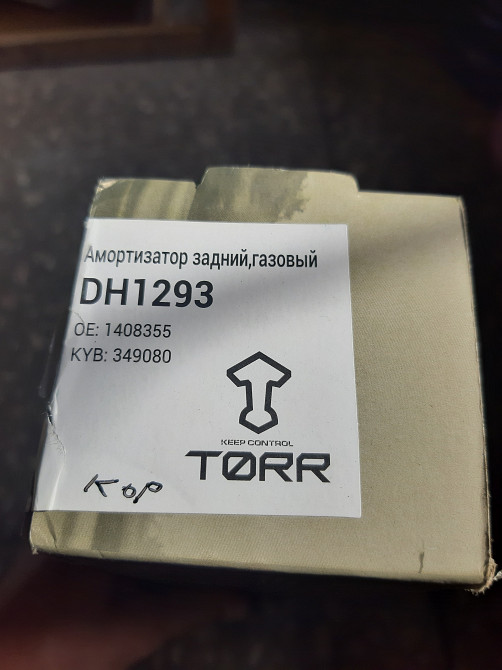 Амортизатор задний,газовый
DH1293
OE: 1408355
KYB: 349080
KEEP CONTROL
TØRR
Кор